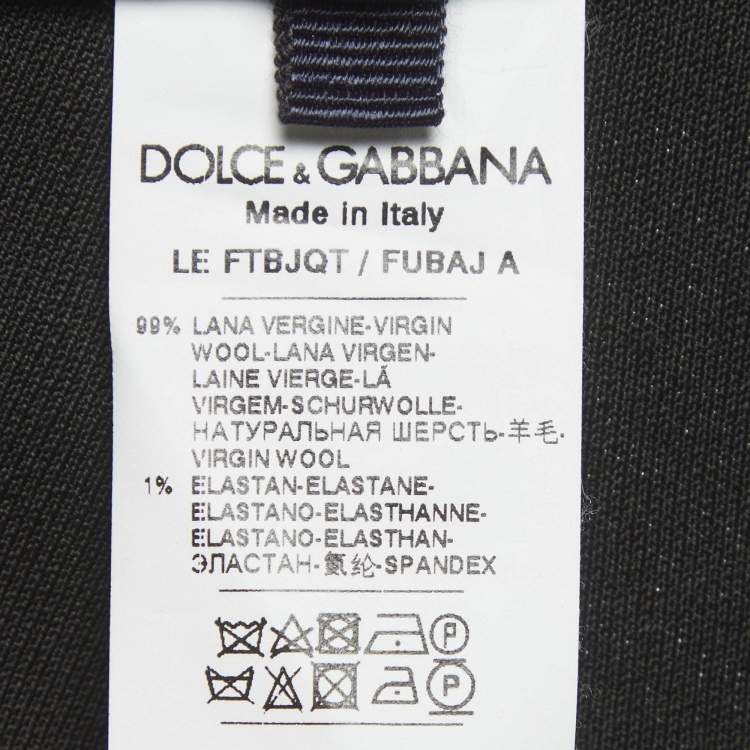 DOLCE & GABBANA
Made in Italy
LE FTBJQT / FUBAJ A
99% LANA VERGINE-VIRGIN
WOOL-LANA VIRGEN-
LAINE VIERGE-LÃ
VIRGEM-SCHURWOLLE-
НАТУРАЛЬНАЯ ШЕРСТЬ-羊毛-
VIRGIN WOOL
1% ELASTAN-ELASTANE-
ELASTANO-ELASTHANNE-
ELASTANO-ELASTHAN-
ЭЛАСТАН-氨纶-SPANDEX
P
P